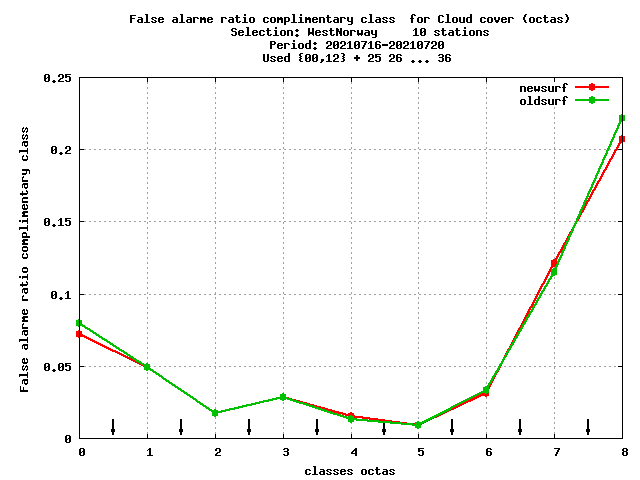 False alarme ratio complimentary class  for Cloud cover (octas)
Selection: WestNorway     10 stations
Period: 20210716-20210720
Used {00,12} + 25 26 ... 36
newsurf
oldsurf
False alarme ratio complimentary class
0.25
0.2
0.15
0.1
0.05
0
0 1 2 3 4 5 6 7 8
classes octas